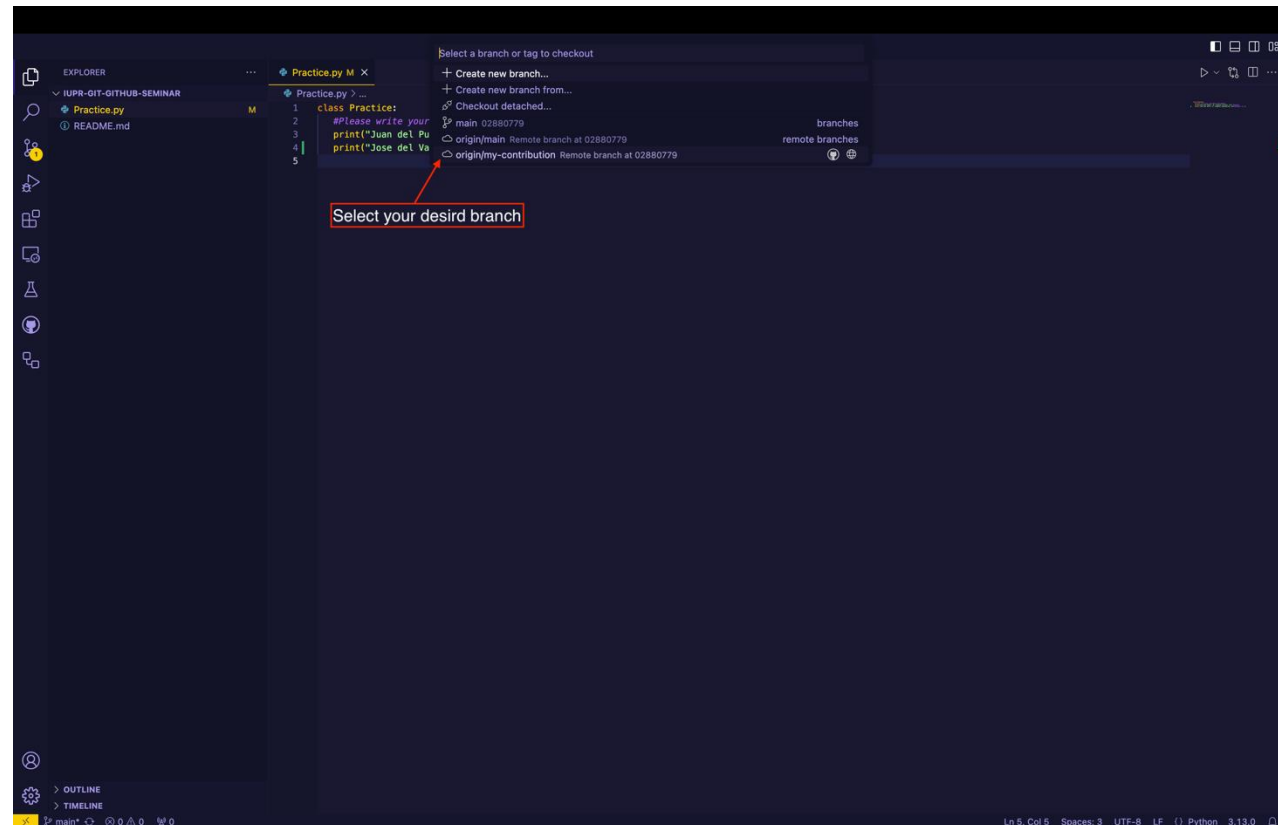 Select a branch or tag to checkout
EXPLORER
IUPR-GIT-GITHUB-SEMINAR
Practice.py M
README.md
Practice.py M
Practice.py > ...
1 class Practice:
2 #Please write your
3 print("Juan del Pu
4 print("Jose del Va
5
+ Create new branch...
+ Create new branch from...
Checkout detached...
main 02880779 branches
origin/main Remote branch at 02880779 remote branches
origin/my-contribution Remote branch at 02880779
Select your desird branch
1
OUTLINE
TIMELINE
main* 0 0 0
Ln 5, Col 5 Spaces: 3 UTF-8 LF {} Python 3.13.0